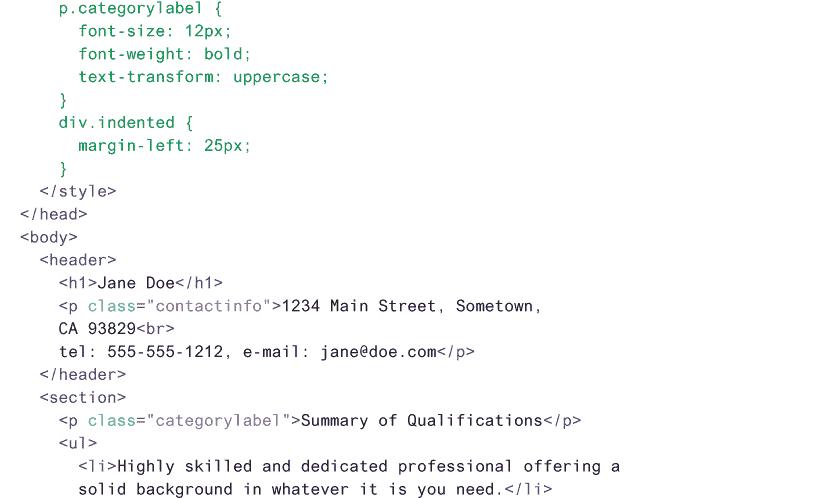 p.categorylabel {
font-size: 12px;
font-weight: bold;
text-transform: uppercase;
}
div.indented {
margin-left: 25px;
}
</style>
</head>
<body>
<header>
<h1>Jane Doe</h1>
<p class="contactinfo">1234 Main Street, Sometown,
CA 93829<br>
tel: 555-555-1212, e-mail: jane@doe.com</p>
</header>
<section>
<p class="categorylabel">Summary of Qualifications</p>
<ul>
<li>Highly skilled and dedicated professional offering a
solid background in whatever it is you need.</li>